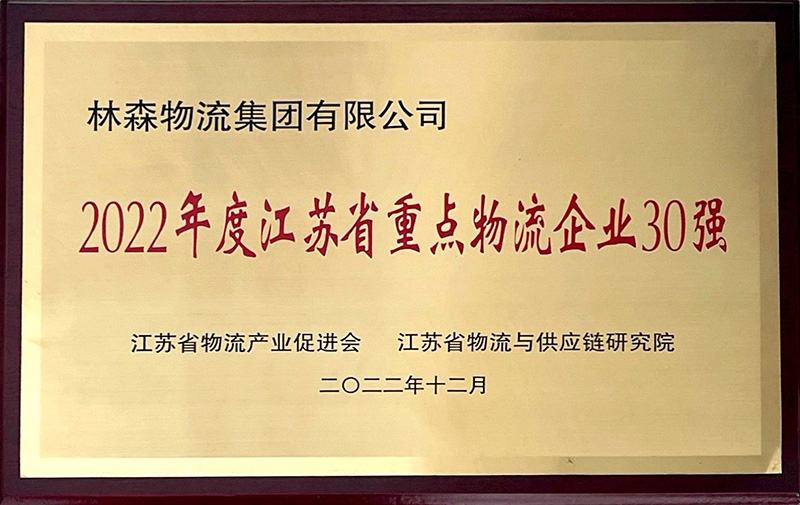 林森物流集团有限公司
2022年度江苏省重点物流企业30强
江苏省物流产业促进会 江苏省物流与供应链研究院
二〇二二年十二月